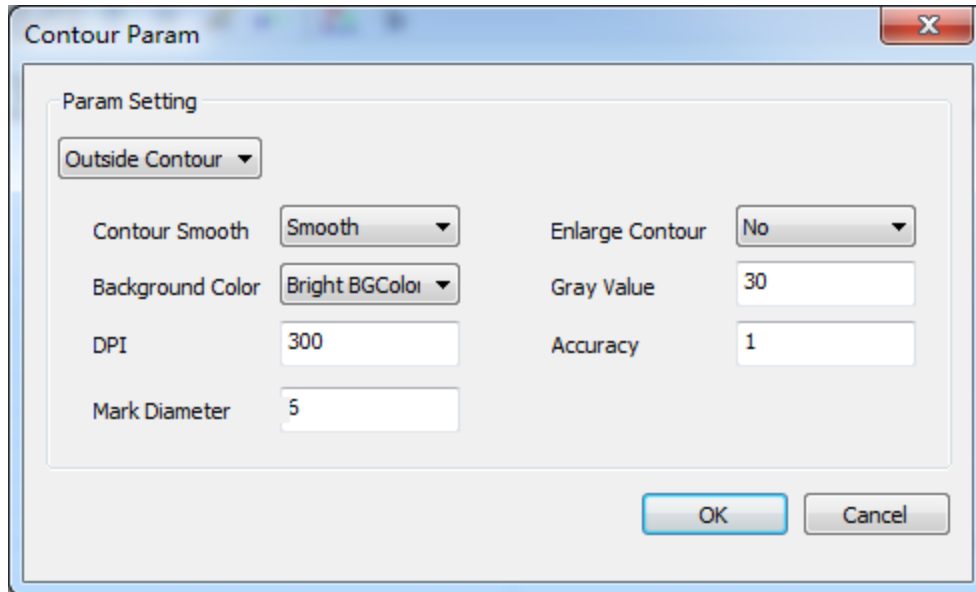 Contour Param
Param Setting
Outside Contour
Contour Smooth Smooth Enlarge Contour No
Background Color Bright BGColor Gray Value 30
DPI 300 Accuracy 1
Mark Diameter 5
OK Cancel